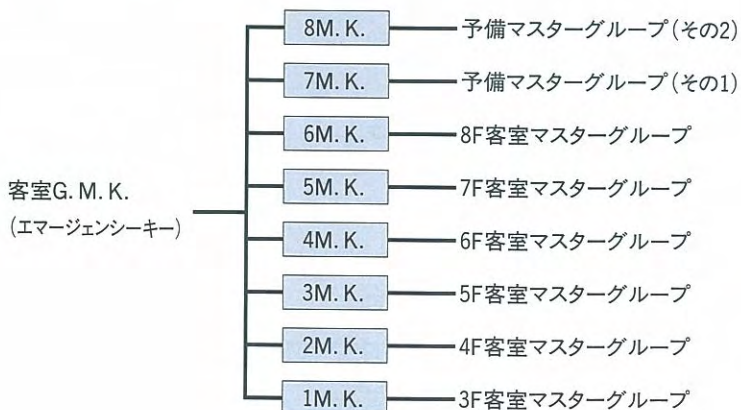 8M. K. 予備マスターグループ(その2)
7M. K. 予備マスターグループ(その1)
6M. K. 8F客室マスターグループ
5M. K. 7F客室マスターグループ
客室G. M. K.
(エマージェンシーキー)
4M. K. 6F客室マスターグループ
3M. K. 5F客室マスターグループ
2M. K. 4F客室マスターグループ
1M. K. 3F客室マスターグループ